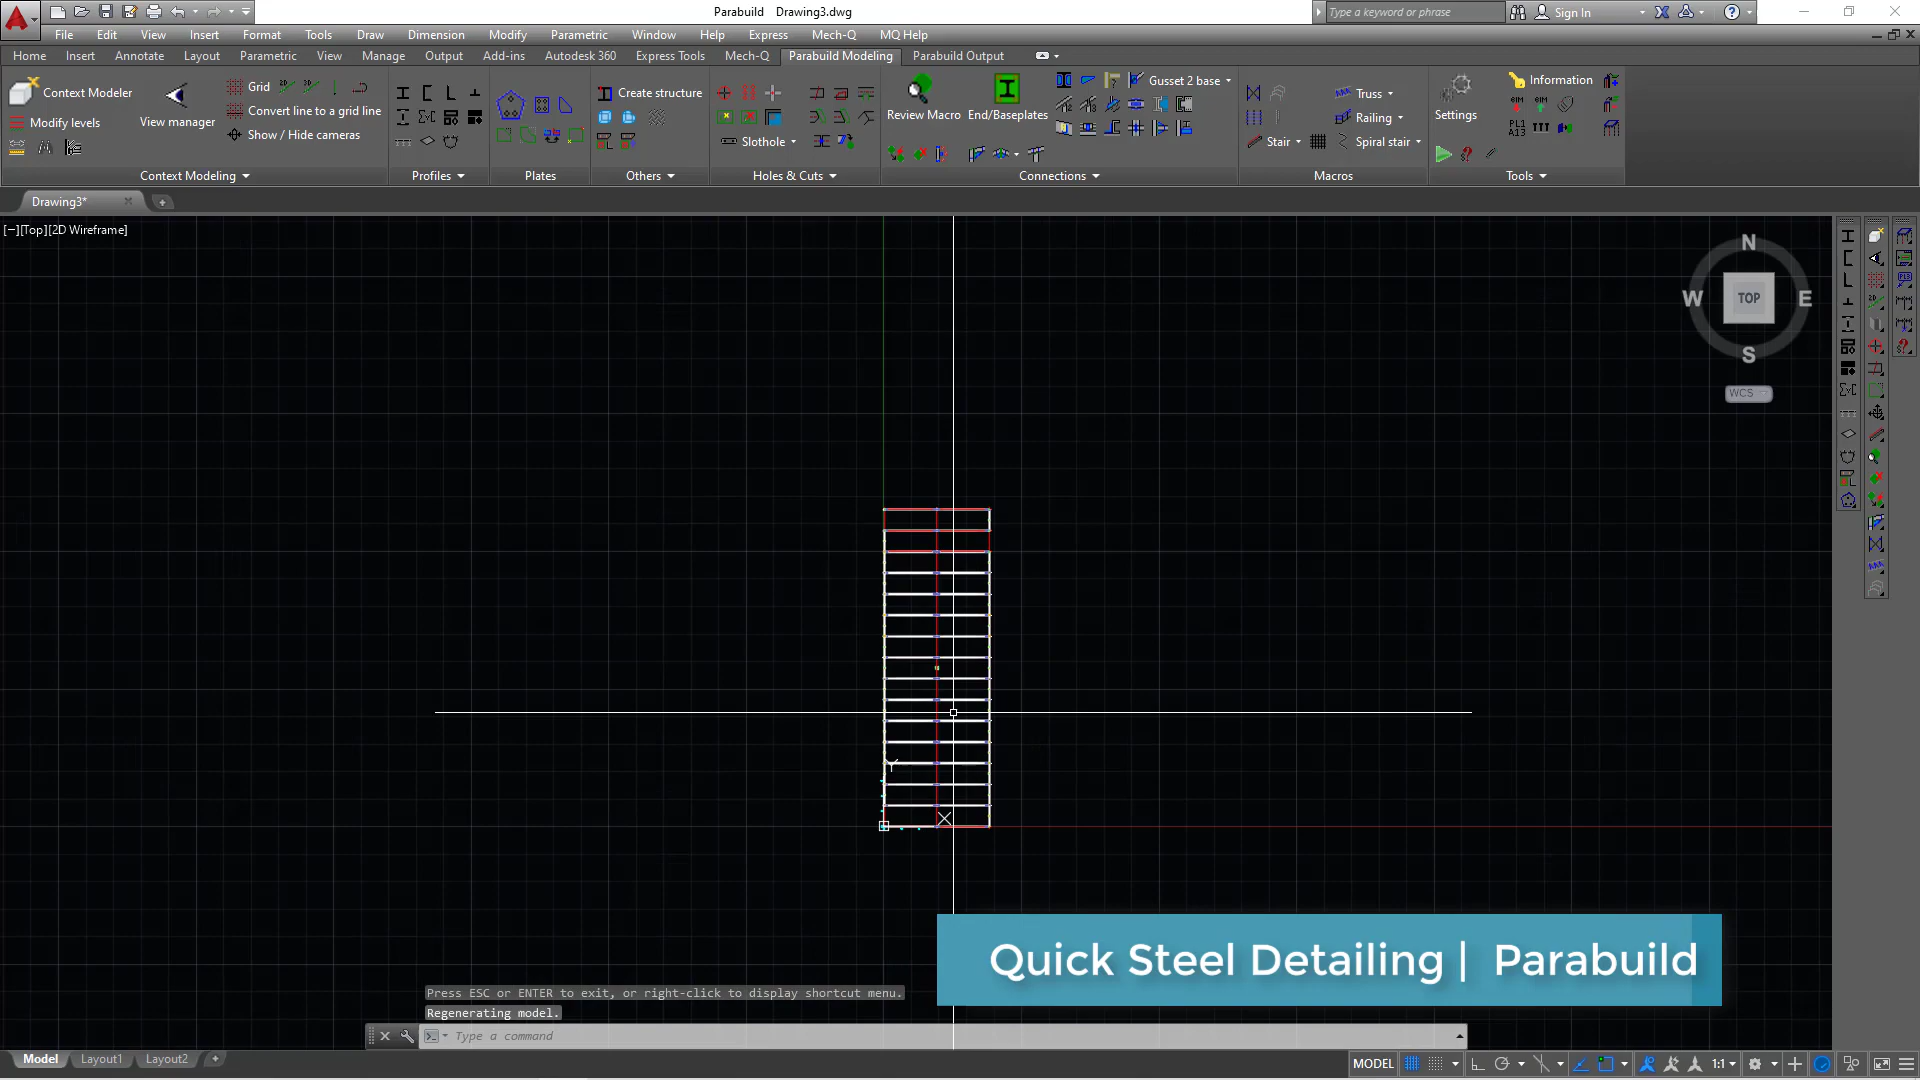 Parabuild Drawing3.dwg
Type a keyword or phrase
Sign In
File Edit View Insert Format Tools Draw Dimension Modify Parametric Window Help Express Mech-Q MQ Help
Home Insert Annotate Layout Parametric View Manage Output Add-ins Autodesk 360 Express Tools Mech-Q Parabuild Modeling Parabuild Output
Context Modeler
Modify levels
View manager
Grid
Convert line to a grid line
Show / Hide cameras
Create structure
Slothole
Review Macro
End/Baseplates
Gusset 2 base
Truss
Railing
Stair
Spiral stair
Settings
Information
BIM BIM
PL1
A13
Context Modeling Profiles Plates Others Holes & Cuts Connections Macros Tools
Drawing3*
[−][Top][2D Wireframe]
N
W TOP E
S
WCS
Y
X
Quick Steel Detailing | Parabuild
Press ESC or ENTER to exit, or right-click to display shortcut menu.
Regenerating model.
Type a command
Model Layout1 Layout2
MODEL
1:1